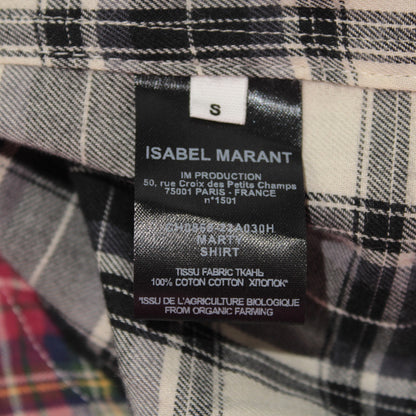 S
ISABEL MARANT
IM PRODUCTION
50, rue Croix des Petits Champs
75001 PARIS - FRANCE
n°1501
MARTY
SHIRT
TISSU FABRIC ТКАНЬ
100% COTON COTTON ХЛОПОК*
*ISSU DE L'AGRICULTURE BIOLOGIQUE
FROM ORGANIC FARMING